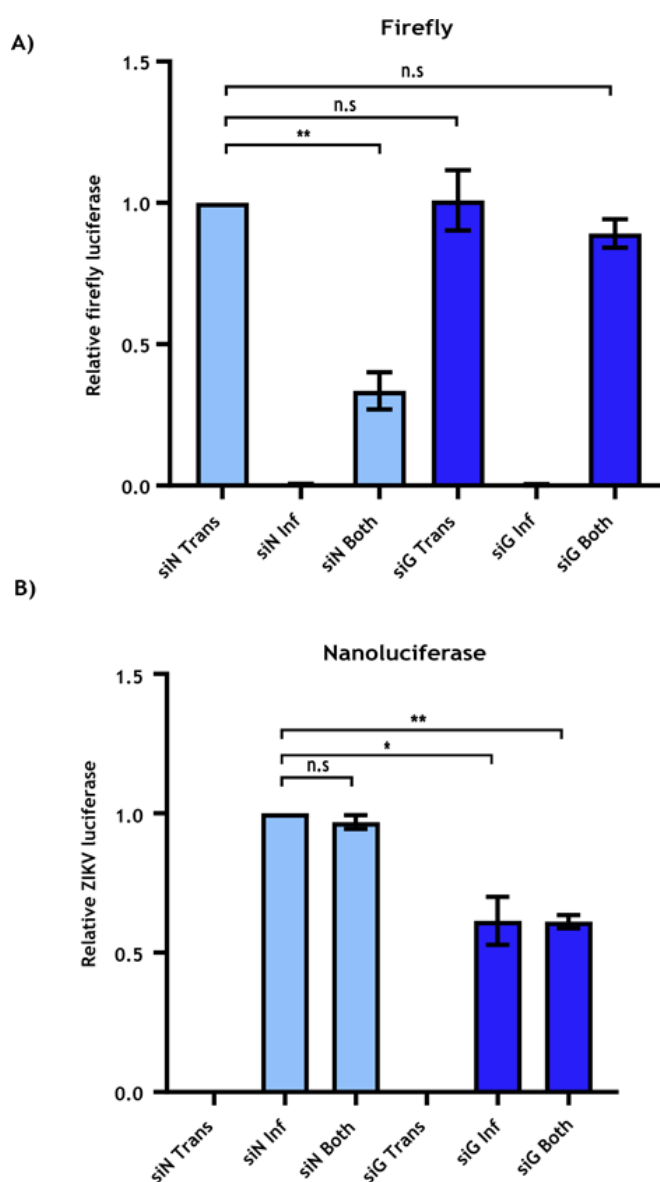 A)
Firefly
n.s
n.s
**
Relative firefly luciferase
1.5
1.0
0.5
0.0
siN Trans
siN Inf
siN Both
siG Trans
siG Inf
siG Both
B)
Nanoluciferase
**
*
n.s
Relative ZIKV luciferase
1.5
1.0
0.5
0.0
siN Trans
siN Inf
siN Both
siG Trans
siG Inf
siG Both